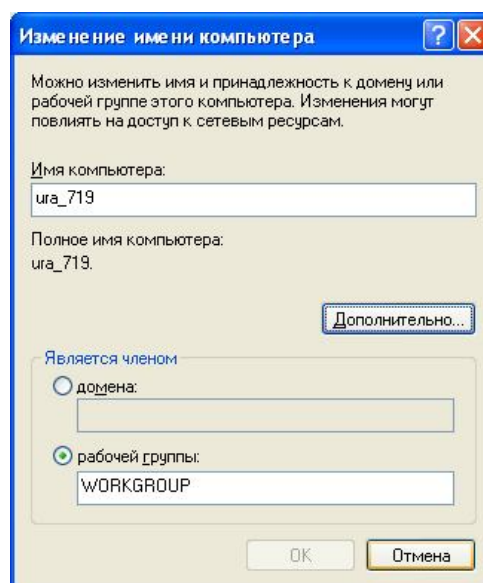 Изменение имени компьютера
Можно изменить имя и принадлежность к домену или
рабочей группе этого компьютера. Изменения могут
повлиять на доступ к сетевым ресурсам.
Имя компьютера:
ura_719
Полное имя компьютера:
ura_719.
Дополнительно...
Является членом
домена:
рабочей группы:
WORKGROUP
OK
Отмена